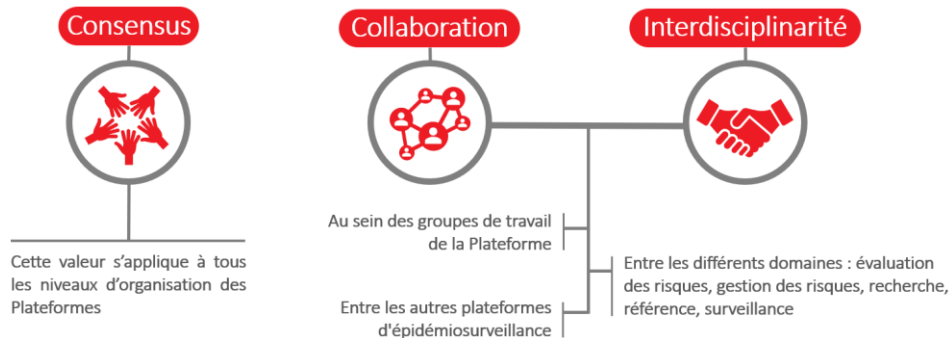 Consensus
Collaboration
Interdisciplinarité
Cette valeur s’applique à tous
les niveaux d’organisation des
Plateformes
Au sein des groupes de travail
de la Plateforme
Entre les autres plateformes
d'épidémiosurveillance
Entre les différents domaines : évaluation
des risques, gestion des risques, recherche,
référence, surveillance